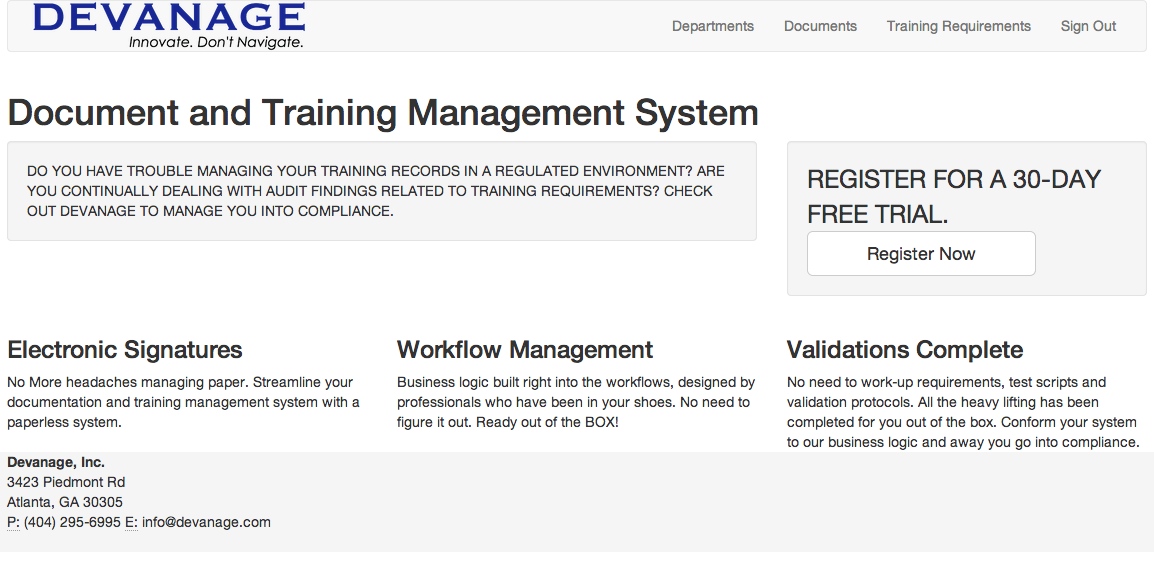 DEVANAGE
Innovate. Don't Navigate.
Departments Documents Training Requirements Sign Out
Document and Training Management System
DO YOU HAVE TROUBLE MANAGING YOUR TRAINING RECORDS IN A REGULATED ENVIRONMENT? ARE
YOU CONTINUALLY DEALING WITH AUDIT FINDINGS RELATED TO TRAINING REQUIREMENTS? CHECK
OUT DEVANAGE TO MANAGE YOU INTO COMPLIANCE.
REGISTER FOR A 30-DAY
FREE TRIAL.
Register Now
Electronic Signatures
No More headaches managing paper. Streamline your
documentation and training management system with a
paperless system.
Workflow Management
Business logic built right into the workflows, designed by
professionals who have been in your shoes. No need to
figure it out. Ready out of the BOX!
Validations Complete
No need to work-up requirements, test scripts and
validation protocols. All the heavy lifting has been
completed for you out of the box. Conform your system
to our business logic and away you go into compliance.
Devanage, Inc.
3423 Piedmont Rd
Atlanta, GA 30305
P: (404) 295-6995 E: info@devanage.com